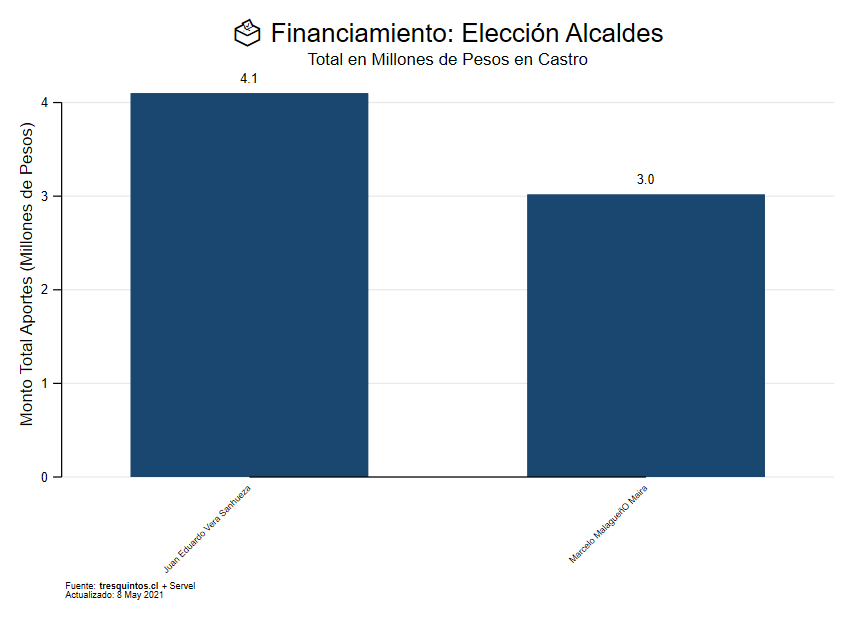 🗳 Financiamiento: Elección Alcaldes
Total en Millones de Pesos en Castro
Monto Total Aportes (Millones de Pesos)
4
3
2
1
0
4.1
3.0
Juan Eduardo Vera Sanhueza
Marcelo MalagueñO Maira
Fuente: tresquintos.cl + Servel
Actualizado: 8 May 2021